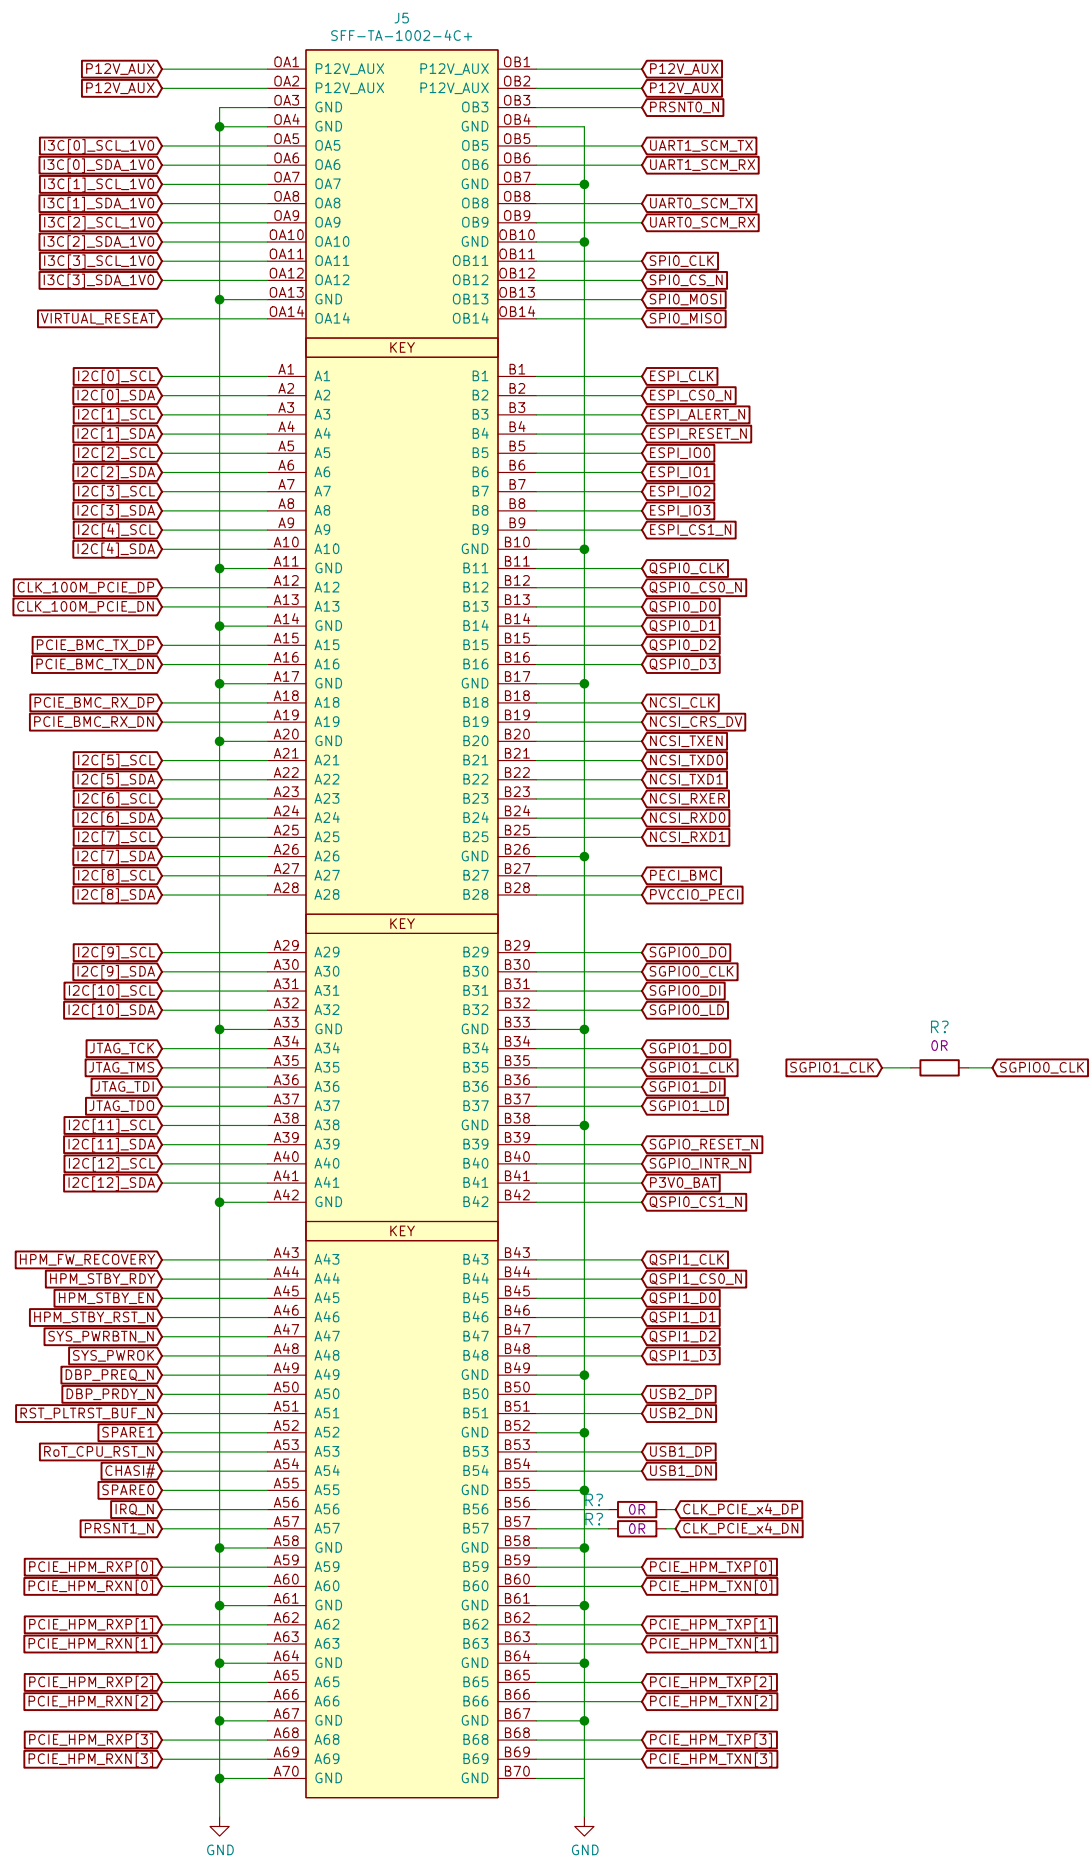 J5
SFF-TA-1002-4C+
P12V_AUX OA1 P12V_AUX P12V_AUX OB1 P12V_AUX
P12V_AUX OA2 P12V_AUX P12V_AUX OB2 P12V_AUX
OA3 GND OB3 OB3 PRSNT0_N
OA4 GND GND OB4
I3C[0]_SCL_1V0 OA5 OA5 OB5 OB5 UART1_SCM_TX
I3C[0]_SDA_1V0 OA6 OA6 OB6 OB6 UART1_SCM_RX
I3C[1]_SCL_1V0 OA7 OA7 GND OB7
I3C[1]_SDA_1V0 OA8 OA8 OB8 OB8 UART0_SCM_TX
I3C[2]_SCL_1V0 OA9 OA9 OB9 OB9 UART0_SCM_RX
I3C[2]_SDA_1V0 OA10 OA10 GND OB10
I3C[3]_SCL_1V0 OA11 OA11 OB11 OB11 SPI0_CLK
I3C[3]_SDA_1V0 OA12 OA12 OB12 OB12 SPI0_CS_N
OA13 GND OB13 OB13 SPI0_MOSI
VIRTUAL_RESEAT OA14 OA14 OB14 OB14 SPI0_MISO
KEY
I2C[0]_SCL A1 A1 B1 B1 ESPI_CLK
I2C[0]_SDA A2 A2 B2 B2 ESPI_CS0_N
I2C[1]_SCL A3 A3 B3 B3 ESPI_ALERT_N
I2C[1]_SDA A4 A4 B4 B4 ESPI_RESET_N
I2C[2]_SCL A5 A5 B5 B5 ESPI_IO0
I2C[2]_SDA A6 A6 B6 B6 ESPI_IO1
I2C[3]_SCL A7 A7 B7 B7 ESPI_IO2
I2C[3]_SDA A8 A8 B8 B8 ESPI_IO3
I2C[4]_SCL A9 A9 B9 B9 ESPI_CS1_N
I2C[4]_SDA A10 A10 GND B10
A11 GND B11 B11 QSPI0_CLK
CLK_100M_PCIE_DP A12 A12 B12 B12 QSPI0_CS0_N
CLK_100M_PCIE_DN A13 A13 B13 B13 QSPI0_D0
A14 GND B14 B14 QSPI0_D1
PCIE_BMC_TX_DP A15 A15 B15 B15 QSPI0_D2
PCIE_BMC_TX_DN A16 A16 B16 B16 QSPI0_D3
A17 GND GND B17
PCIE_BMC_RX_DP A18 A18 B18 B18 NCSI_CLK
PCIE_BMC_RX_DN A19 A19 B19 B19 NCSI_CRS_DV
A20 GND B20 B20 NCSI_TXEN
I2C[5]_SCL A21 A21 B21 B21 NCSI_TXD0
I2C[5]_SDA A22 A22 B22 B22 NCSI_TXD1
I2C[6]_SCL A23 A23 B23 B23 NCSI_RXER
I2C[6]_SDA A24 A24 B24 B24 NCSI_RXD0
I2C[7]_SCL A25 A25 B25 B25 NCSI_RXD1
I2C[7]_SDA A26 A26 GND B26
I2C[8]_SCL A27 A27 B27 B27 PECI_BMC
I2C[8]_SDA A28 A28 B28 B28 PVCCIO_PECI
KEY
I2C[9]_SCL A29 A29 B29 B29 SGPIO0_DO
I2C[9]_SDA A30 A30 B30 B30 SGPIO0_CLK
I2C[10]_SCL A31 A31 B31 B31 SGPIO0_DI
I2C[10]_SDA A32 A32 B32 B32 SGPIO0_LD
A33 GND GND B33
R?
JTAG_TCK A34 A34 B34 B34 SGPIO1_DO 0R
JTAG_TMS A35 A35 B35 B35 SGPIO1_CLK SGPIO1_CLK SGPIO0_CLK
JTAG_TDI A36 A36 B36 B36 SGPIO1_DI
JTAG_TDO A37 A37 B37 B37 SGPIO1_LD
I2C[11]_SCL A38 A38 GND B38
I2C[11]_SDA A39 A39 B39 B39 SGPIO_RESET_N
I2C[12]_SCL A40 A40 B40 B40 SGPIO_INTR_N
I2C[12]_SDA A41 A41 B41 B41 P3V0_BAT
A42 GND B42 B42 QSPI0_CS1_N
KEY
HPM_FW_RECOVERY A43 A43 B43 B43 QSPI1_CLK
HPM_STBY_RDY A44 A44 B44 B44 QSPI1_CS0_N
HPM_STBY_EN A45 A45 B45 B45 QSPI1_D0
HPM_STBY_RST_N A46 A46 B46 B46 QSPI1_D1
SYS_PWRBTN_N A47 A47 B47 B47 QSPI1_D2
SYS_PWROK A48 A48 B48 B48 QSPI1_D3
DBP_PREQ_N A49 A49 GND B49
DBP_PRDY_N A50 A50 B50 B50 USB2_DP
RST_PLTRST_BUF_N A51 A51 B51 B51 USB2_DN
SPARE1 A52 A52 GND B52
RoT_CPU_RST_N A53 A53 B53 B53 USB1_DP
CHASI# A54 A54 B54 B54 USB1_DN
SPARE0 A55 A55 GND B55
IRQ_N A56 A56 B56 B56 R? 0R CLK_PCIE_x4_DP
PRSNT1_N A57 A57 B57 B57 R? 0R CLK_PCIE_x4_DN
A58 GND GND B58
PCIE_HPM_RXP[0] A59 A59 B59 B59 PCIE_HPM_TXP[0]
PCIE_HPM_RXN[0] A60 A60 B60 B60 PCIE_HPM_TXN[0]
A61 GND GND B61
PCIE_HPM_RXP[1] A62 A62 B62 B62 PCIE_HPM_TXP[1]
PCIE_HPM_RXN[1] A63 A63 B63 B63 PCIE_HPM_TXN[1]
A64 GND GND B64
PCIE_HPM_RXP[2] A65 A65 B65 B65 PCIE_HPM_TXP[2]
PCIE_HPM_RXN[2] A66 A66 B66 B66 PCIE_HPM_TXN[2]
A67 GND GND B67
PCIE_HPM_RXP[3] A68 A68 B68 B68 PCIE_HPM_TXP[3]
PCIE_HPM_RXN[3] A69 A69 B69 B69 PCIE_HPM_TXN[3]
A70 GND GND B70
GND GND